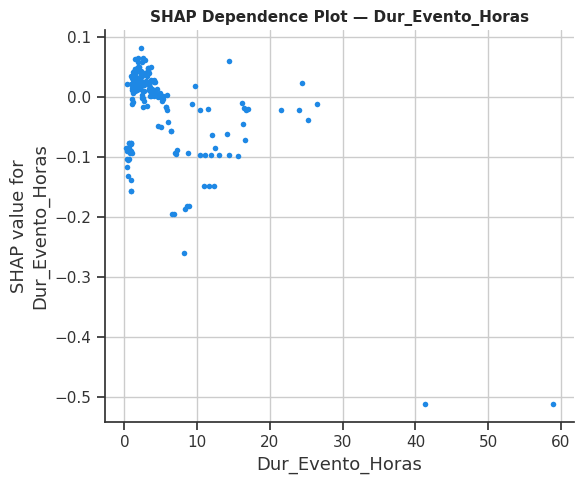 SHAP Dependence Plot — Dur_Evento_Horas
0.1
0.0
−0.1
−0.2
−0.3
−0.4
−0.5
SHAP value for
Dur_Evento_Horas
0 10 20 30 40 50 60
Dur_Evento_Horas